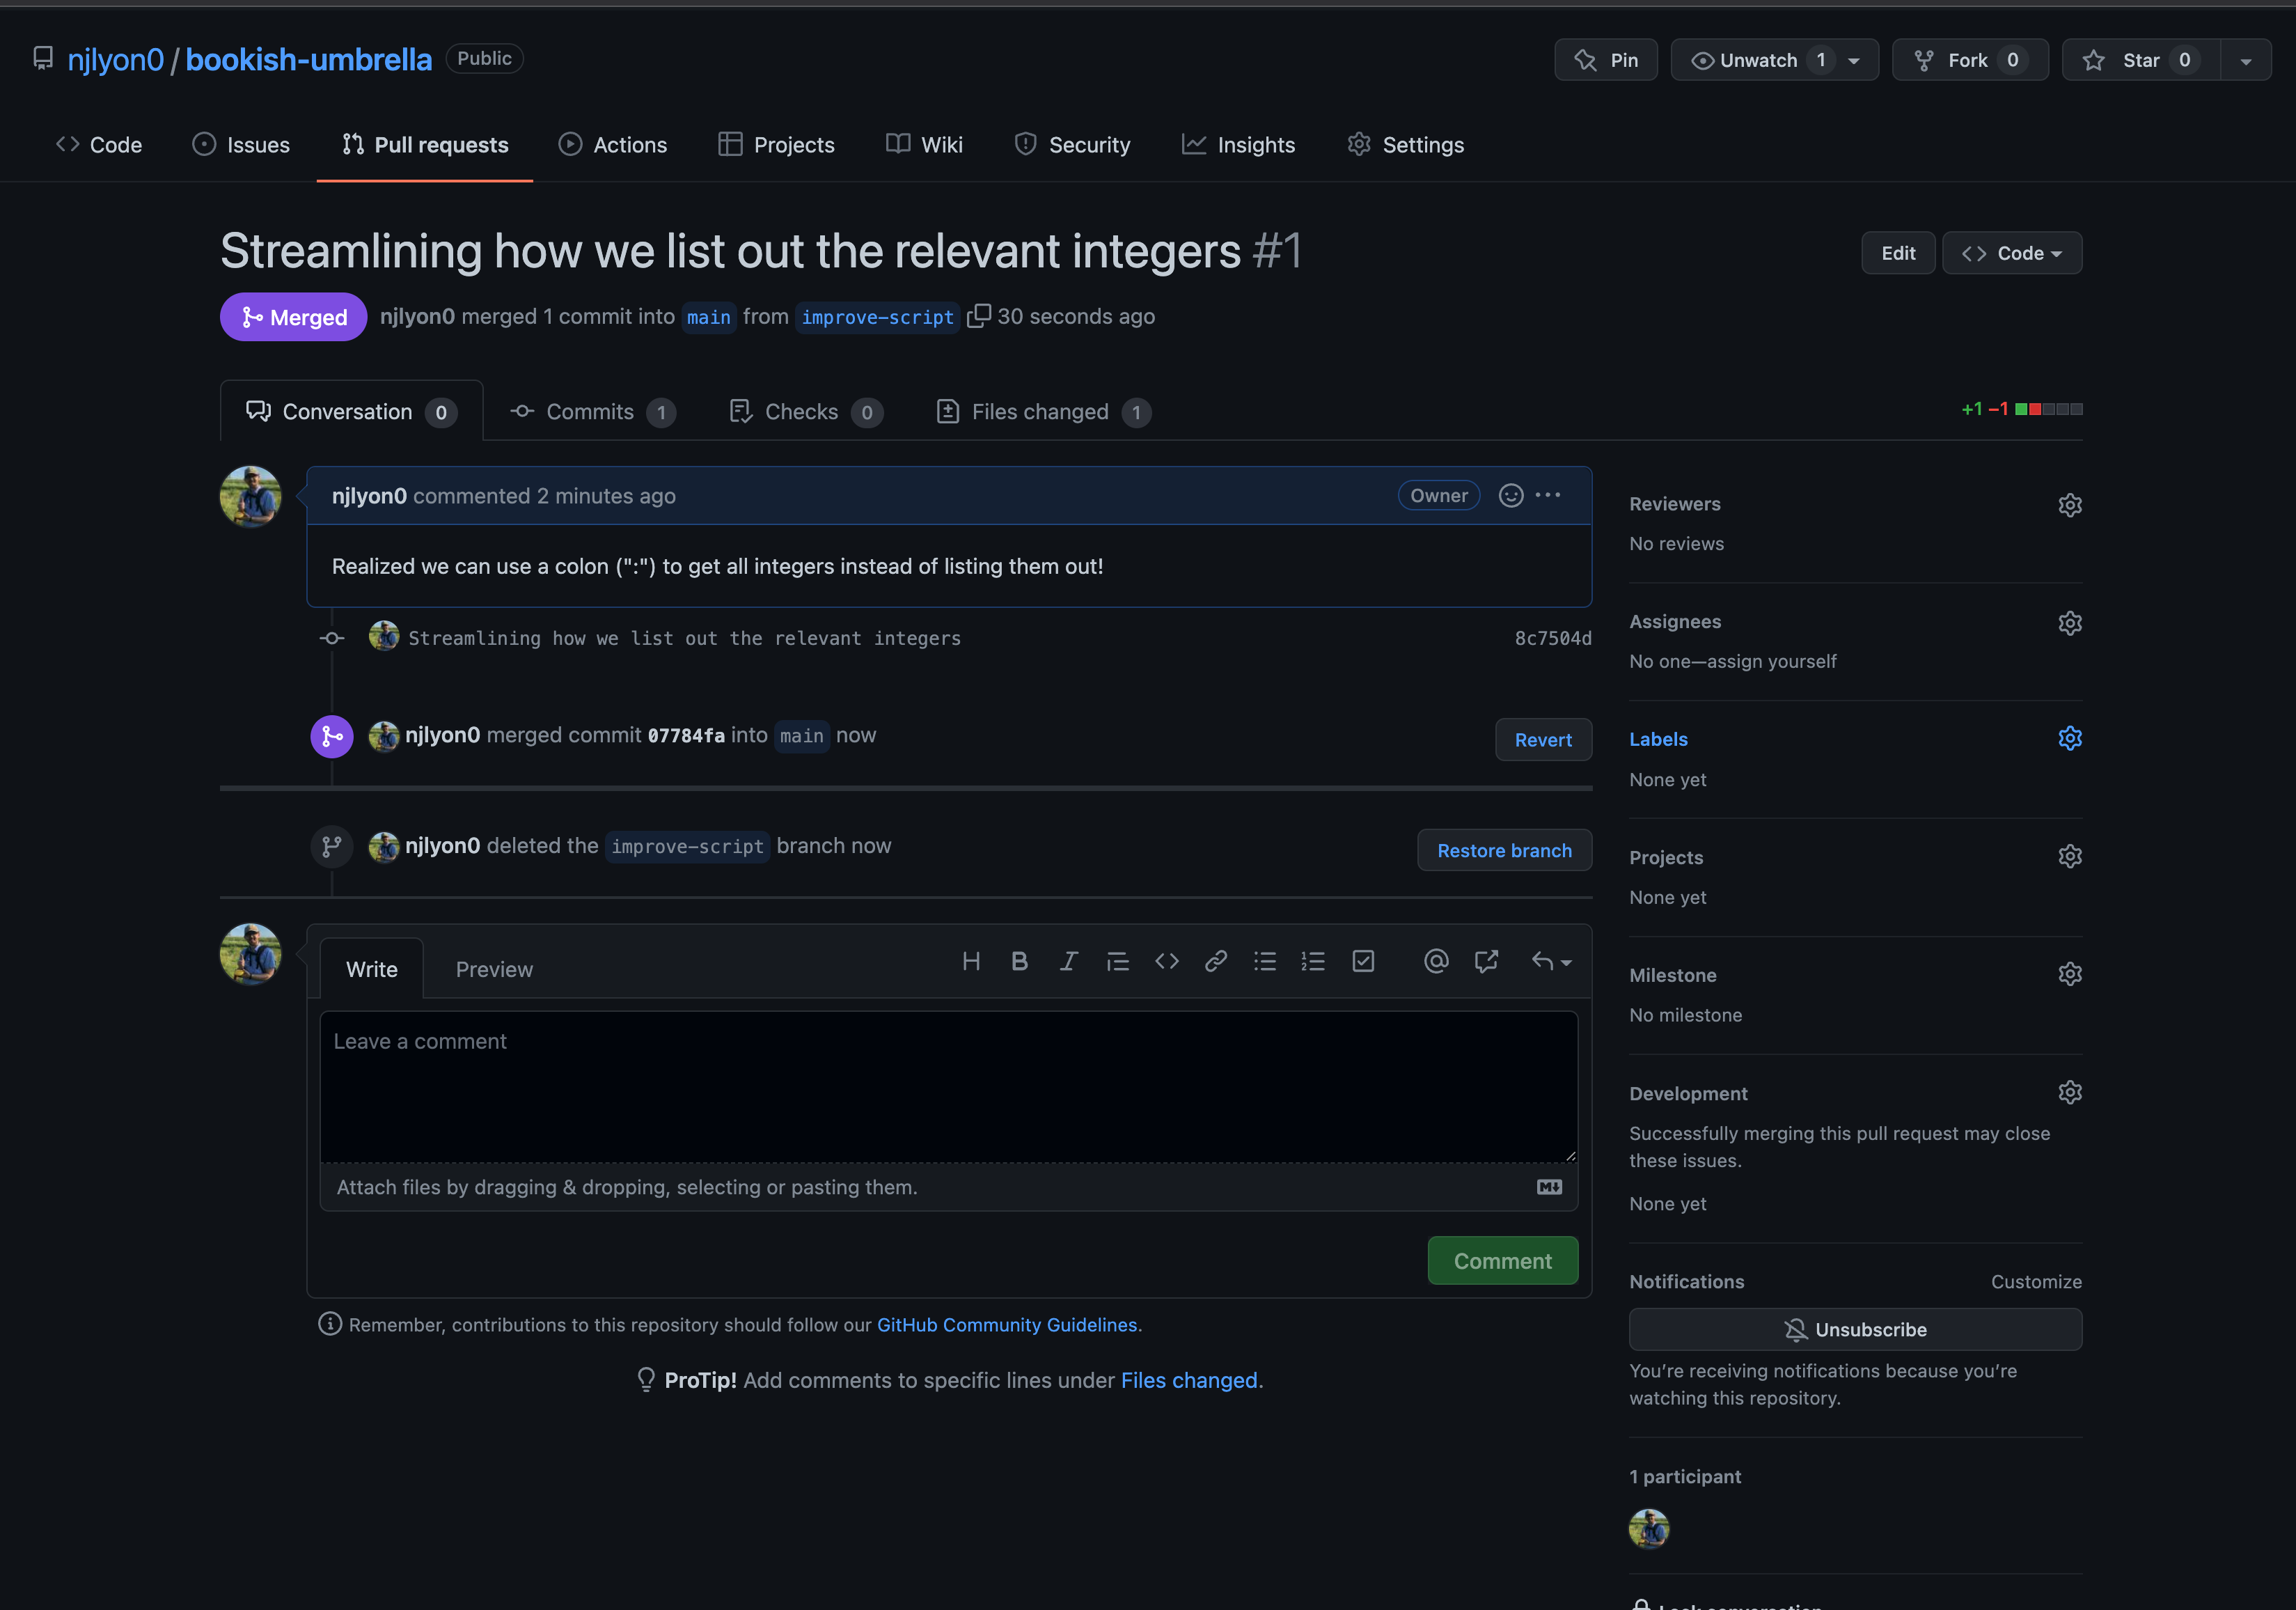 njlyon0 / bookish-umbrella Public
Pin Unwatch 1 Fork 0 Star 0
Code Issues Pull requests Actions Projects Wiki Security Insights Settings
Streamlining how we list out the relevant integers #1
Edit Code
Merged njlyon0 merged 1 commit into main from improve-script 30 seconds ago
Conversation 0 Commits 1 Checks 0 Files changed 1
+1 −1
njlyon0 commented 2 minutes ago Owner
Realized we can use a colon (":") to get all integers instead of listing them out!
Streamlining how we list out the relevant integers 8c7504d
njlyon0 merged commit 07784fa into main now Revert
njlyon0 deleted the improve-script branch now Restore branch
Write Preview
Leave a comment
Attach files by dragging & dropping, selecting or pasting them.
Comment
Remember, contributions to this repository should follow our GitHub Community Guidelines.
ProTip! Add comments to specific lines under Files changed.
Reviewers
No reviews
Assignees
No one—assign yourself
Labels
None yet
Projects
None yet
Milestone
No milestone
Development
Successfully merging this pull request may close
these issues.
None yet
Notifications Customize
Unsubscribe
You’re receiving notifications because you’re
watching this repository.
1 participant
Lock conversation